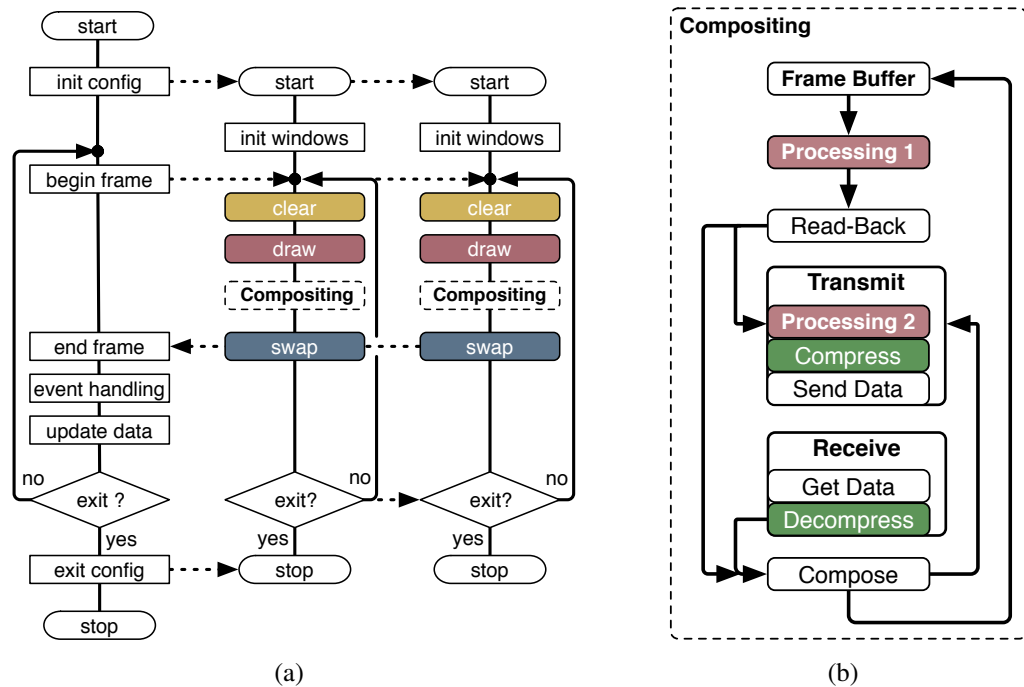 start
init config
begin frame
end frame
event handling
update data
no
exit ?
yes
exit config
stop
start
init windows
clear
draw
Compositing
swap
no
exit?
yes
stop
start
init windows
clear
draw
Compositing
swap
no
exit?
yes
stop
(a)
Compositing
Frame Buffer
Processing 1
Read-Back
Transmit
Processing 2
Compress
Send Data
Receive
Get Data
Decompress
Compose
(b)